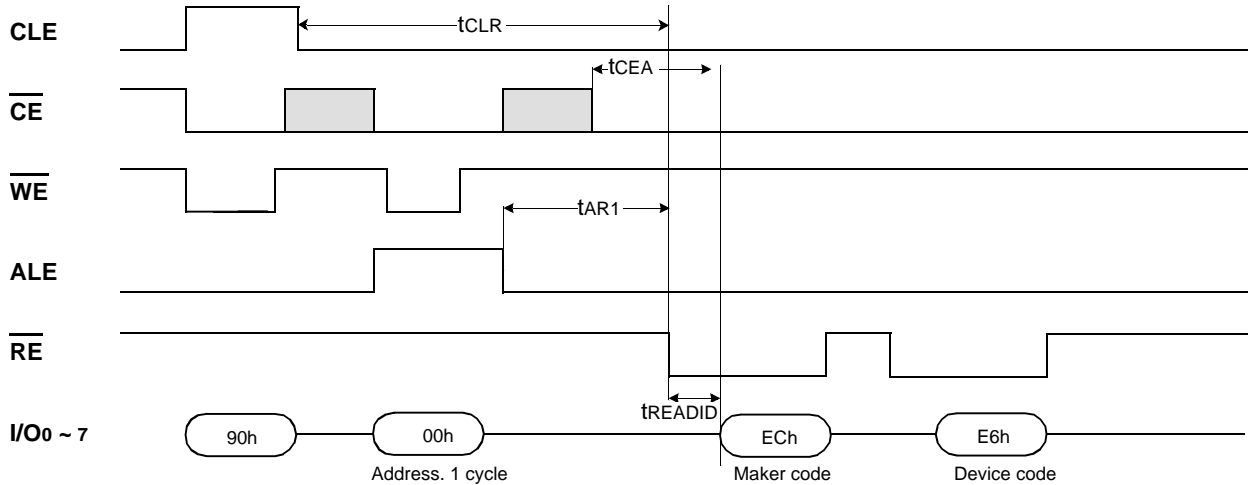 CLE
tCLR
tCEA
CE
WE
tAR1
ALE
RE
tREADID
I/O0 ~ 7
90h
00h
ECh
E6h
Address. 1 cycle
Maker code
Device code